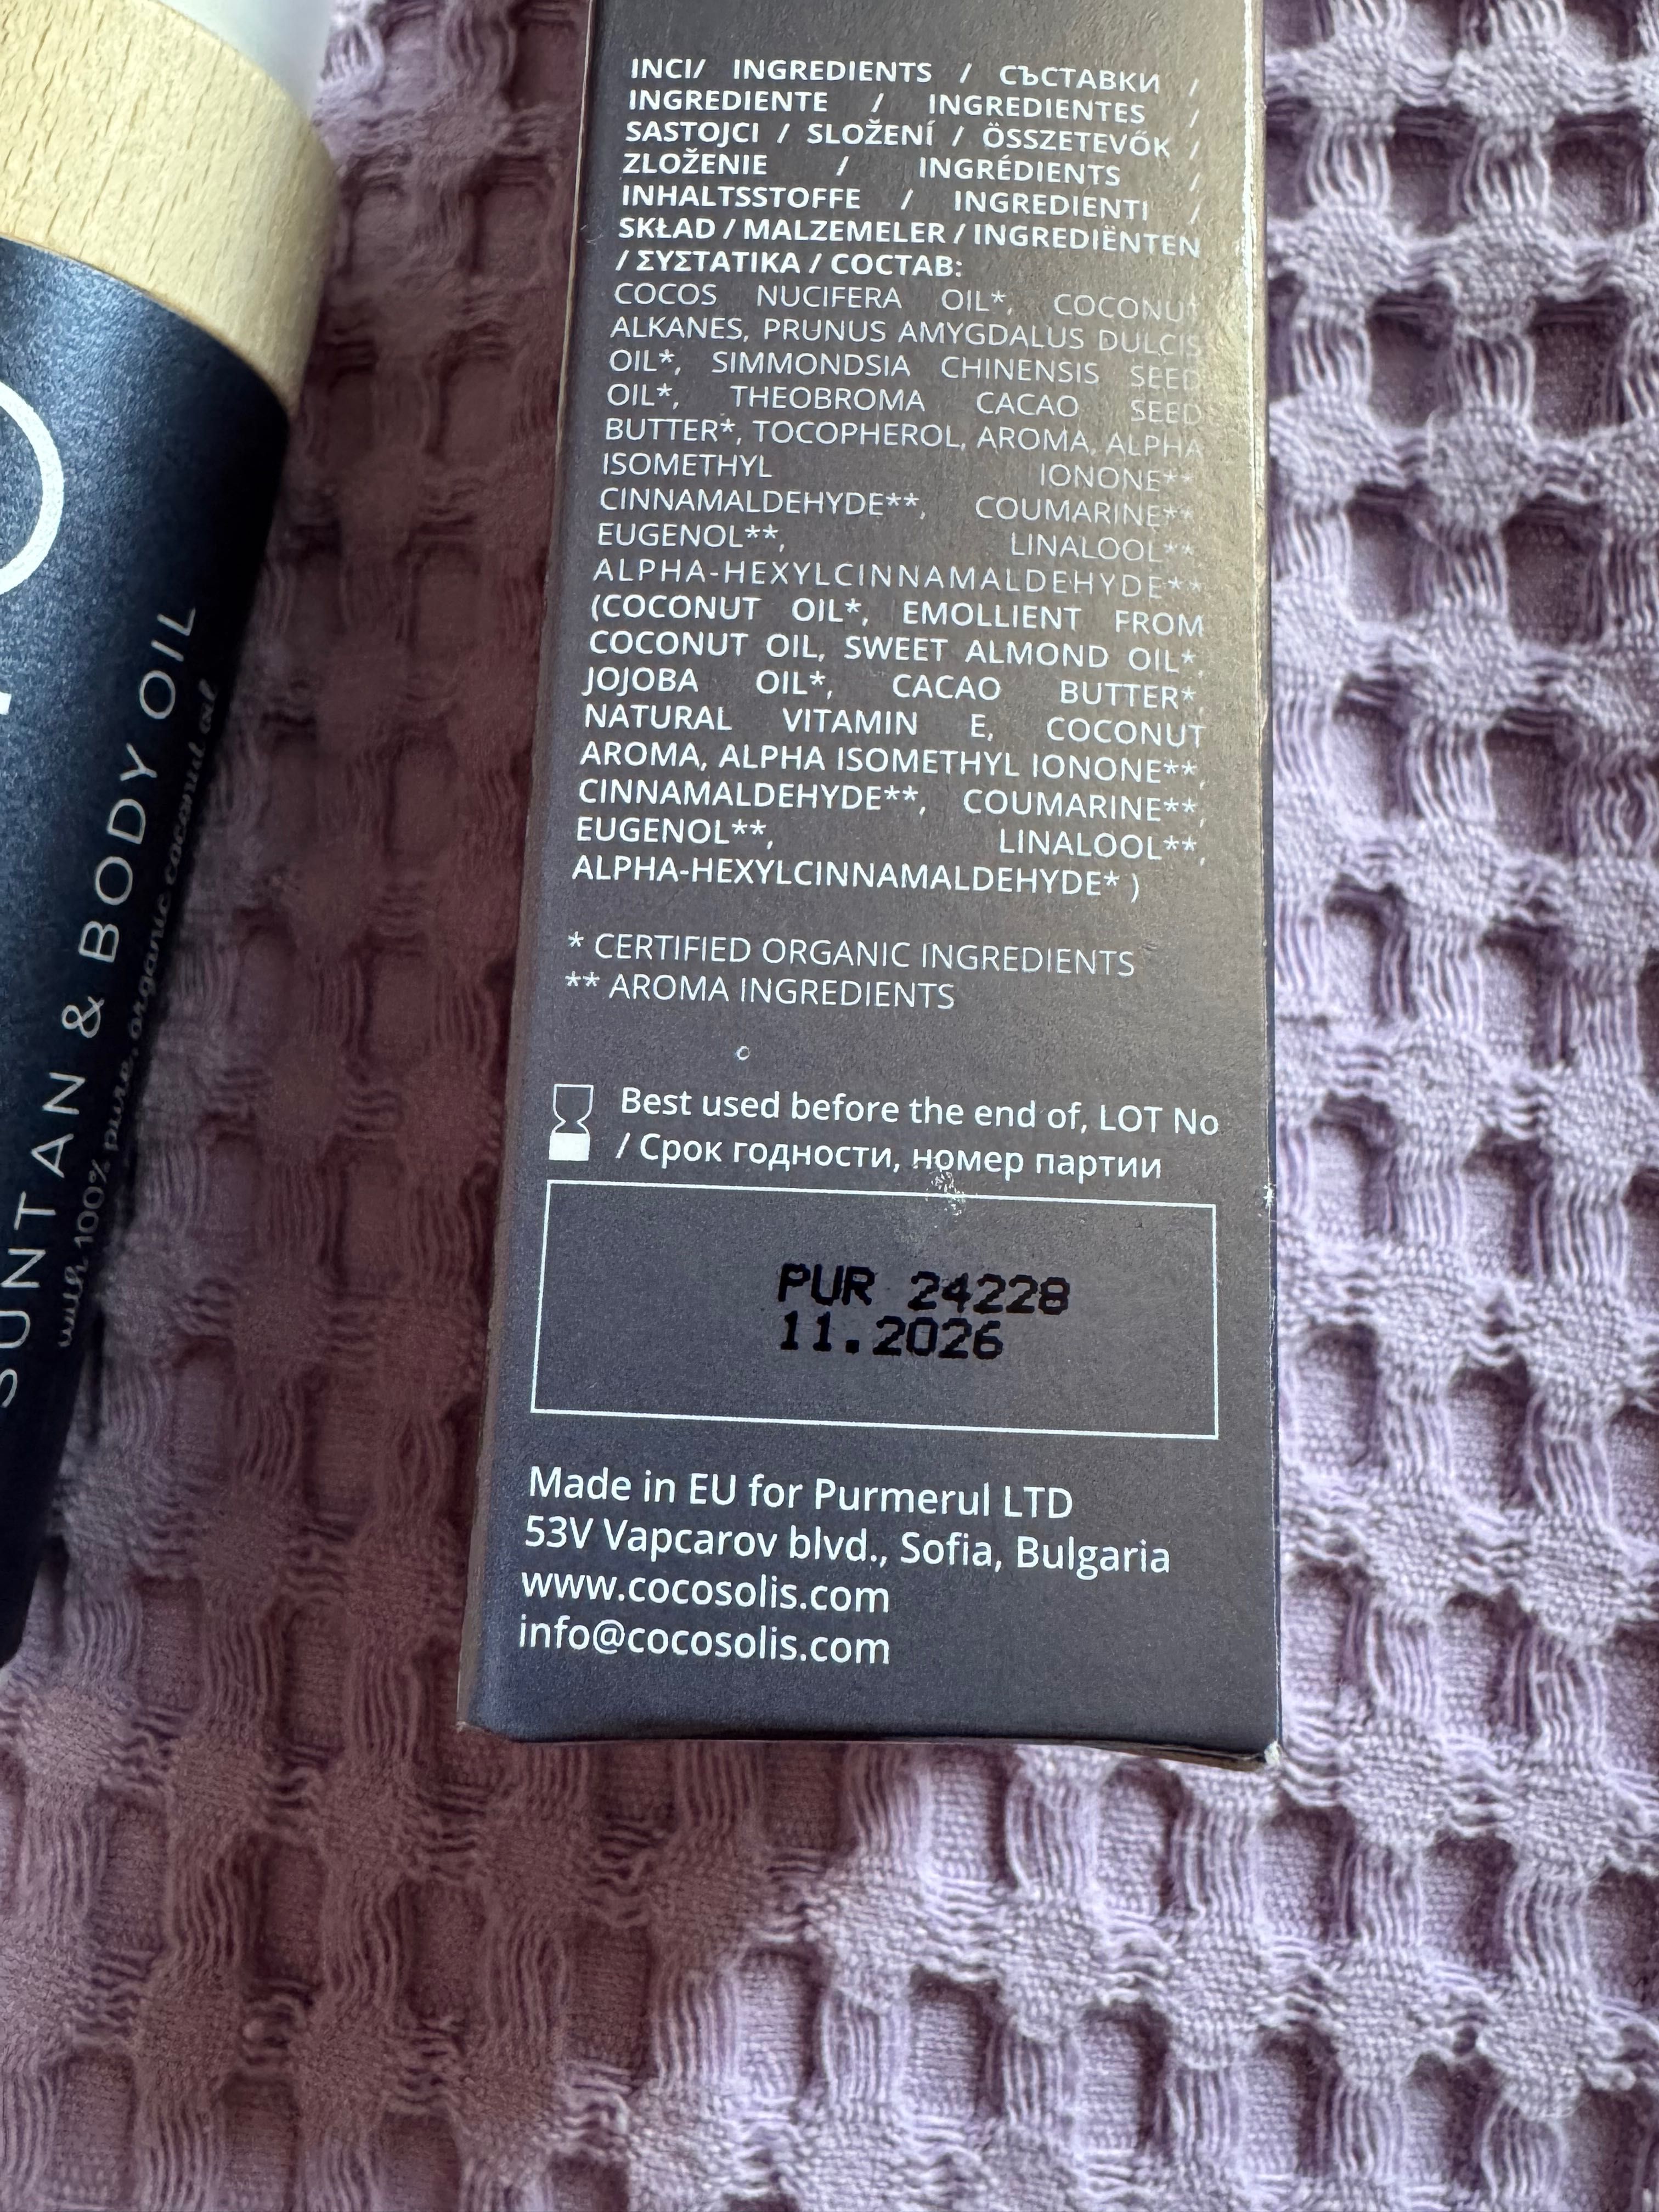 INCI/ INGREDIENTS / СЪСТАВКИ /
INGREDIENTE / INGREDIENTES /
SASTOJCI / SLOŽENÍ / ÖSSZETEVŐK /
ZLOŽENIE / INGRÉDIENTS /
INHALTSSTOFFE / INGREDIENTI /
SKŁAD / MALZEMELER / INGREDIËNTEN
/ ΣΥΣΤΑΤΙΚΑ / СОСТАВ:
COCOS NUCIFERA OIL*, COCONUT
ALKANES, PRUNUS AMYGDALUS DULCIS
OIL*, SIMMONDSIA CHINENSIS SEED
OIL*, THEOBROMA CACAO SEED
BUTTER*, TOCOPHEROL, AROMA, ALPHA
ISOMETHYL IONONE**
CINNAMALDEHYDE**, COUMARINE**
EUGENOL**, LINALOOL**
ALPHA-HEXYLCINNAMALDEHYDE**
(COCONUT OIL*, EMOLLIENT FROM
COCONUT OIL, SWEET ALMOND OIL*,
JOJOBA OIL*, CACAO BUTTER*,
NATURAL VITAMIN E, COCONUT
AROMA, ALPHA ISOMETHYL IONONE**,
CINNAMALDEHYDE**, COUMARINE**,
EUGENOL**, LINALOOL**,
ALPHA-HEXYLCINNAMALDEHYDE* )
* CERTIFIED ORGANIC INGREDIENTS
** AROMA INGREDIENTS
Best used before the end of, LOT No
/ Срок годности, номер партии
PUR 24228
11.2026
Made in EU for Purmerul LTD
53V Vapcarov blvd., Sofia, Bulgaria
www.cocosolis.com
info@cocosolis.com
SUNTAN & BODY OIL
with 100% pure organic coconut oil